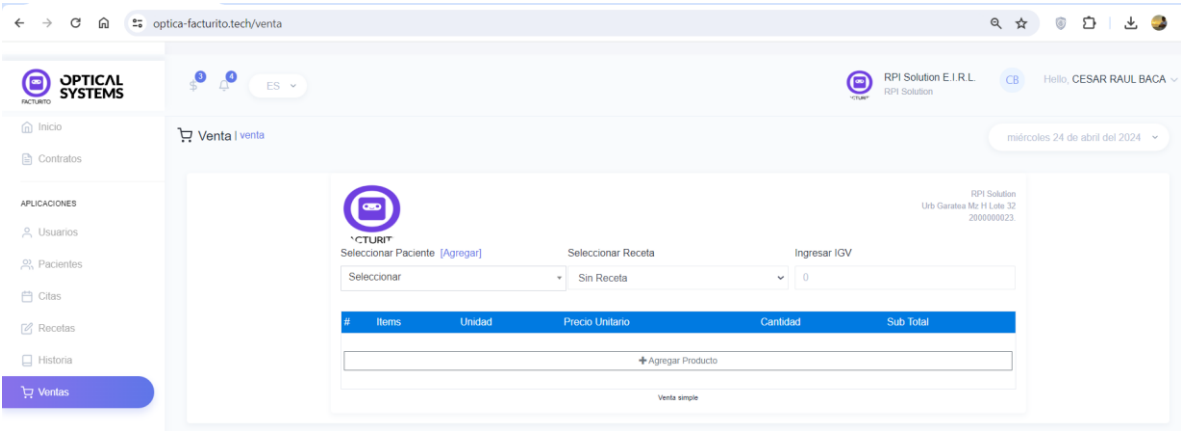 optica-facturito.tech/venta
OPTICAL
SYSTEMS
FACTURITO
3
4
ES
RPI Solution E.I.R.L.
RPI Solution
CB
Hello, CESAR RAUL BACA
Inicio
Contratos
APLICACIONES
Usuarios
Pacientes
Citas
Recetas
Historia
Ventas
Venta | venta
miércoles 24 de abril del 2024
RPI Solution
Urb Garatea Mz H Lote 32
2000000023.
Seleccionar Paciente [Agregar]
Seleccionar Receta
Ingresar IGV
Seleccionar
Sin Receta
0
# Items Unidad Precio Unitario Cantidad Sub Total
+ Agregar Producto
Venta simple